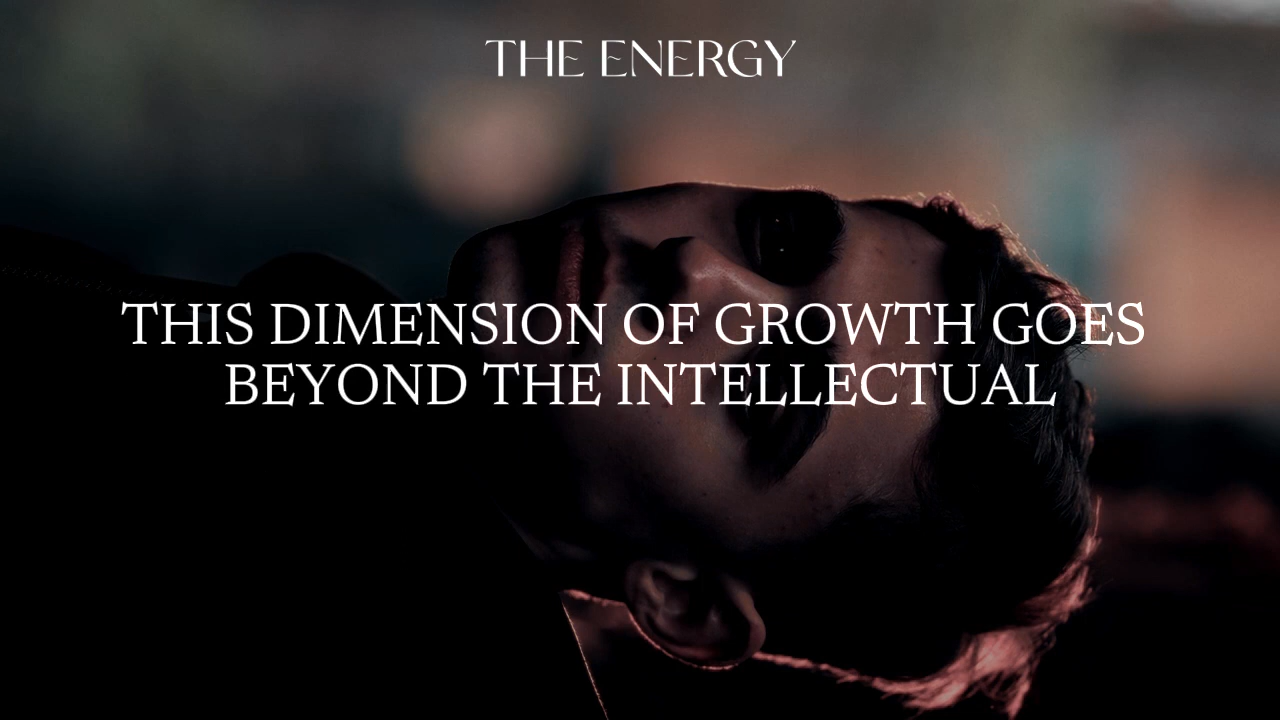 THE ENERGY
THIS DIMENSION OF GROWTH GOES
BEYOND THE INTELLECTUAL